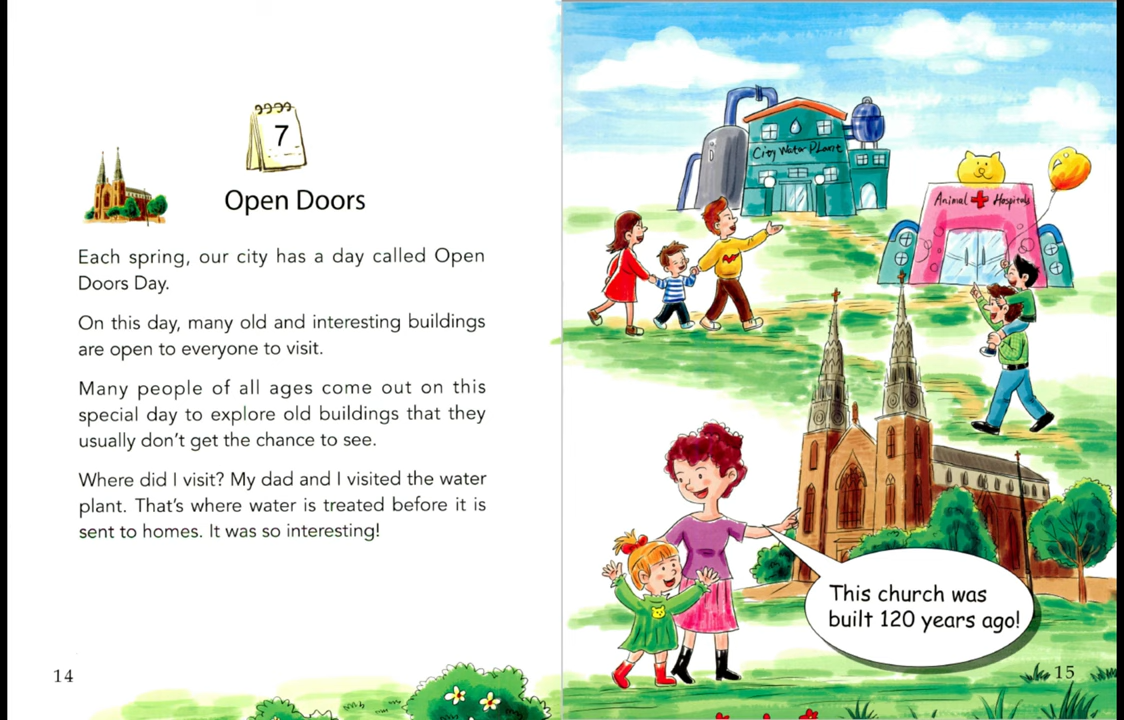 7
Open Doors
Each spring, our city has a day called Open
Doors Day.
On this day, many old and interesting buildings
are open to everyone to visit.
Many people of all ages come out on this
special day to explore old buildings that they
usually don't get the chance to see.
Where did I visit? My dad and I visited the water
plant. That's where water is treated before it is
sent to homes. It was so interesting!
14
City Water Plant
Animal Hospitals
This church was
built 120 years ago!
15